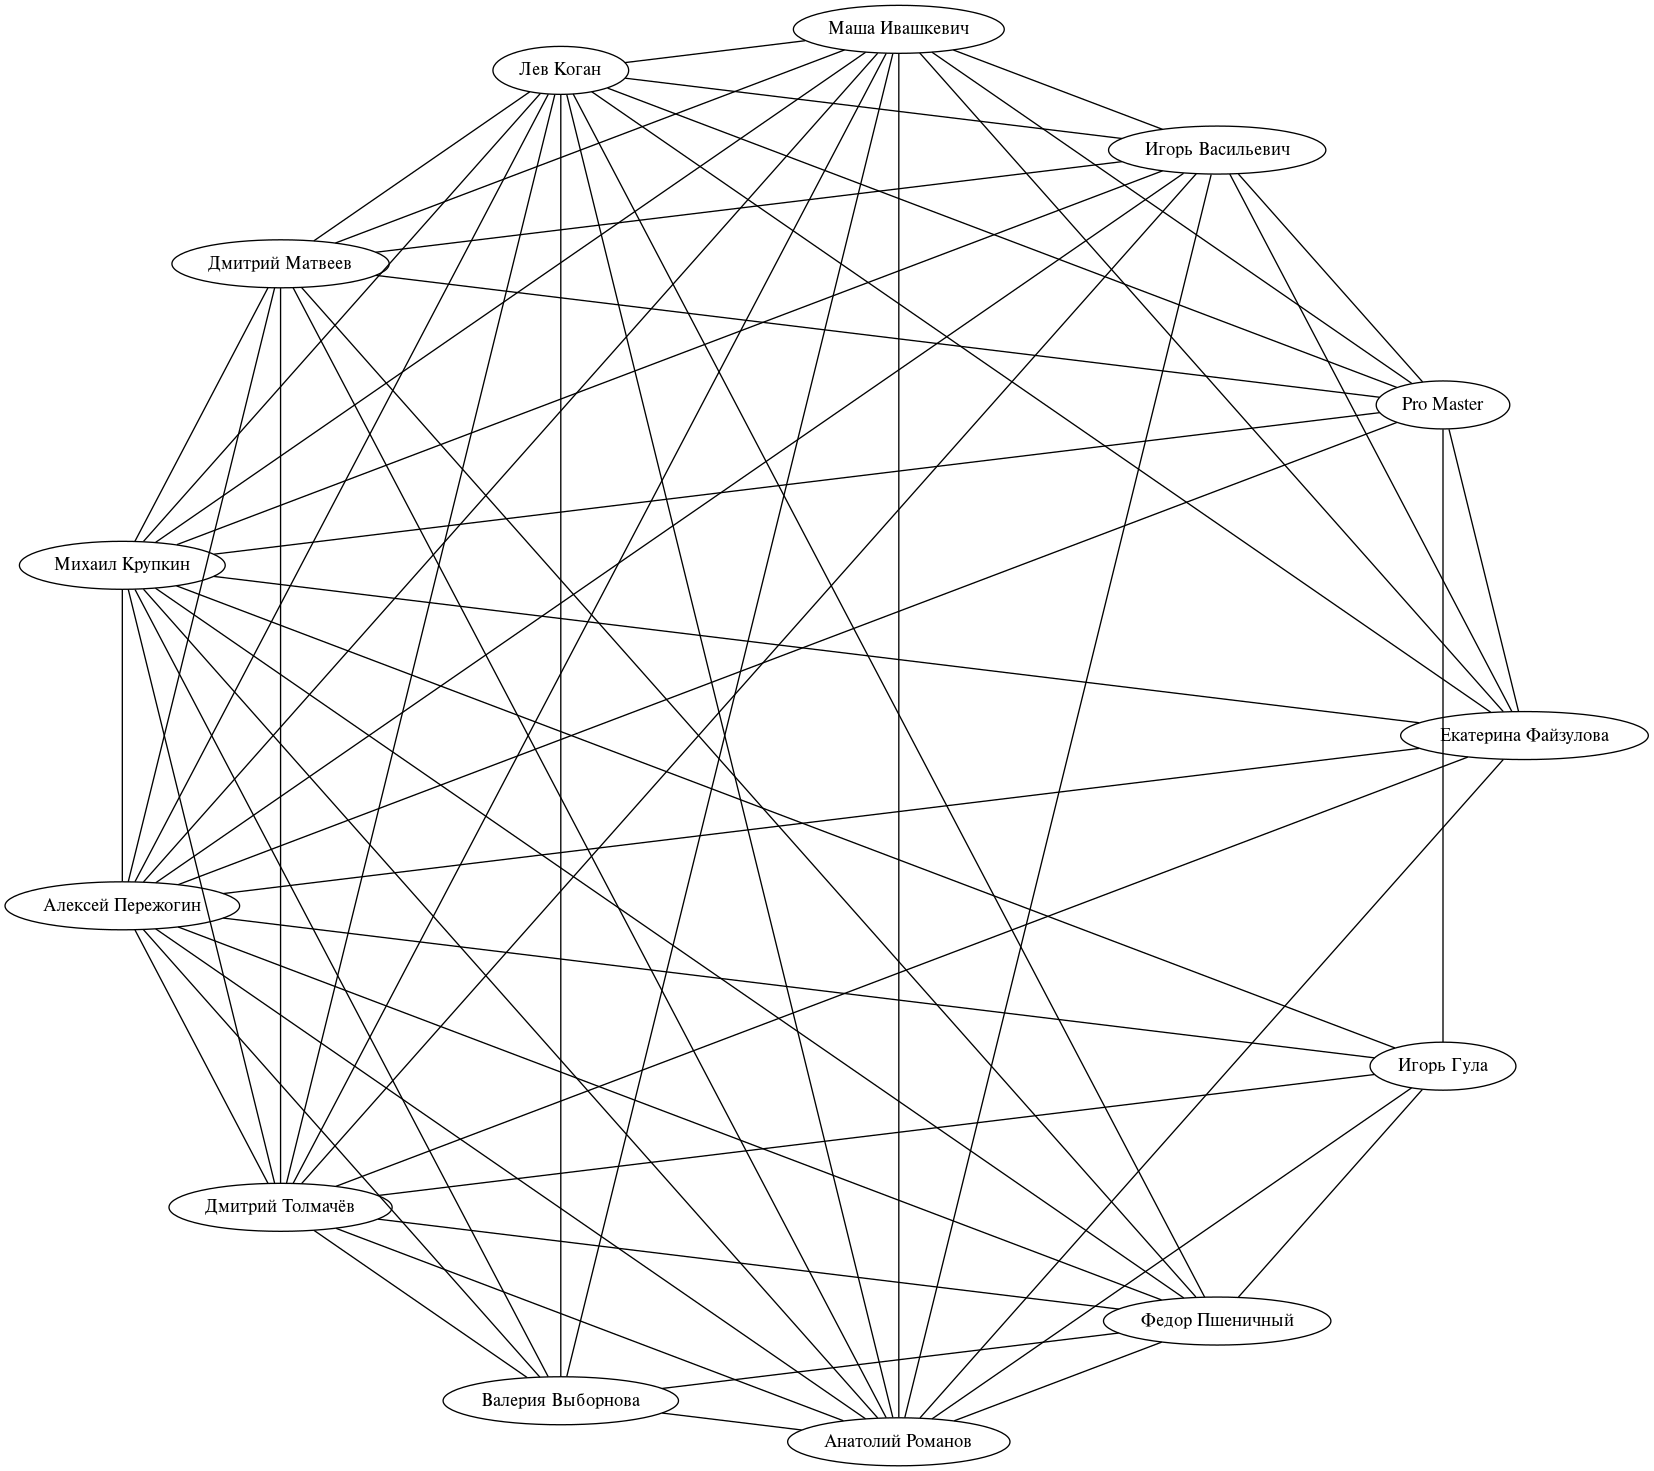 Маша Ивашкевич
Лев Коган
Игорь Васильевич
Дмитрий Матвеев
Pro Master
Михаил Крупкин
Екатерина Файзулова
Алексей Пережогин
Игорь Гула
Дмитрий Толмачёв
Федор Пшеничный
Валерия Выборнова
Анатолий Романов